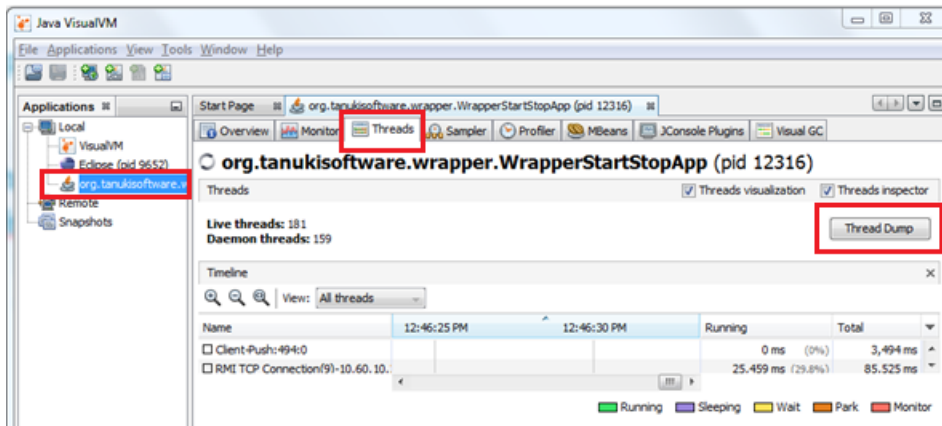 Java VisualVM
File Applications View Tools Window Help
Applications
Start Page org.tanukisoftware.wrapper.WrapperStartStopApp (pid 12316)
Local
VisualVM
Eclipse (pid 9652)
org.tanukisoftware.w
Remote
Snapshots
Overview Monitor Threads Sampler Profiler MBeans JConsole Plugins Visual GC
org.tanukisoftware.wrapper.WrapperStartStopApp (pid 12316)
Threads Threads visualization Threads inspector
Live threads: 181
Daemon threads: 159
Thread Dump
Timeline
View: All threads
Name 12:46:25 PM 12:46:30 PM Running Total
Client-Push:494:0 0 ms (0%) 3,494 ms
RMI TCP Connection(9)-10.60.10. 25.459 ms (29.8%) 85.525 ms
Running Sleeping Wait Park Monitor